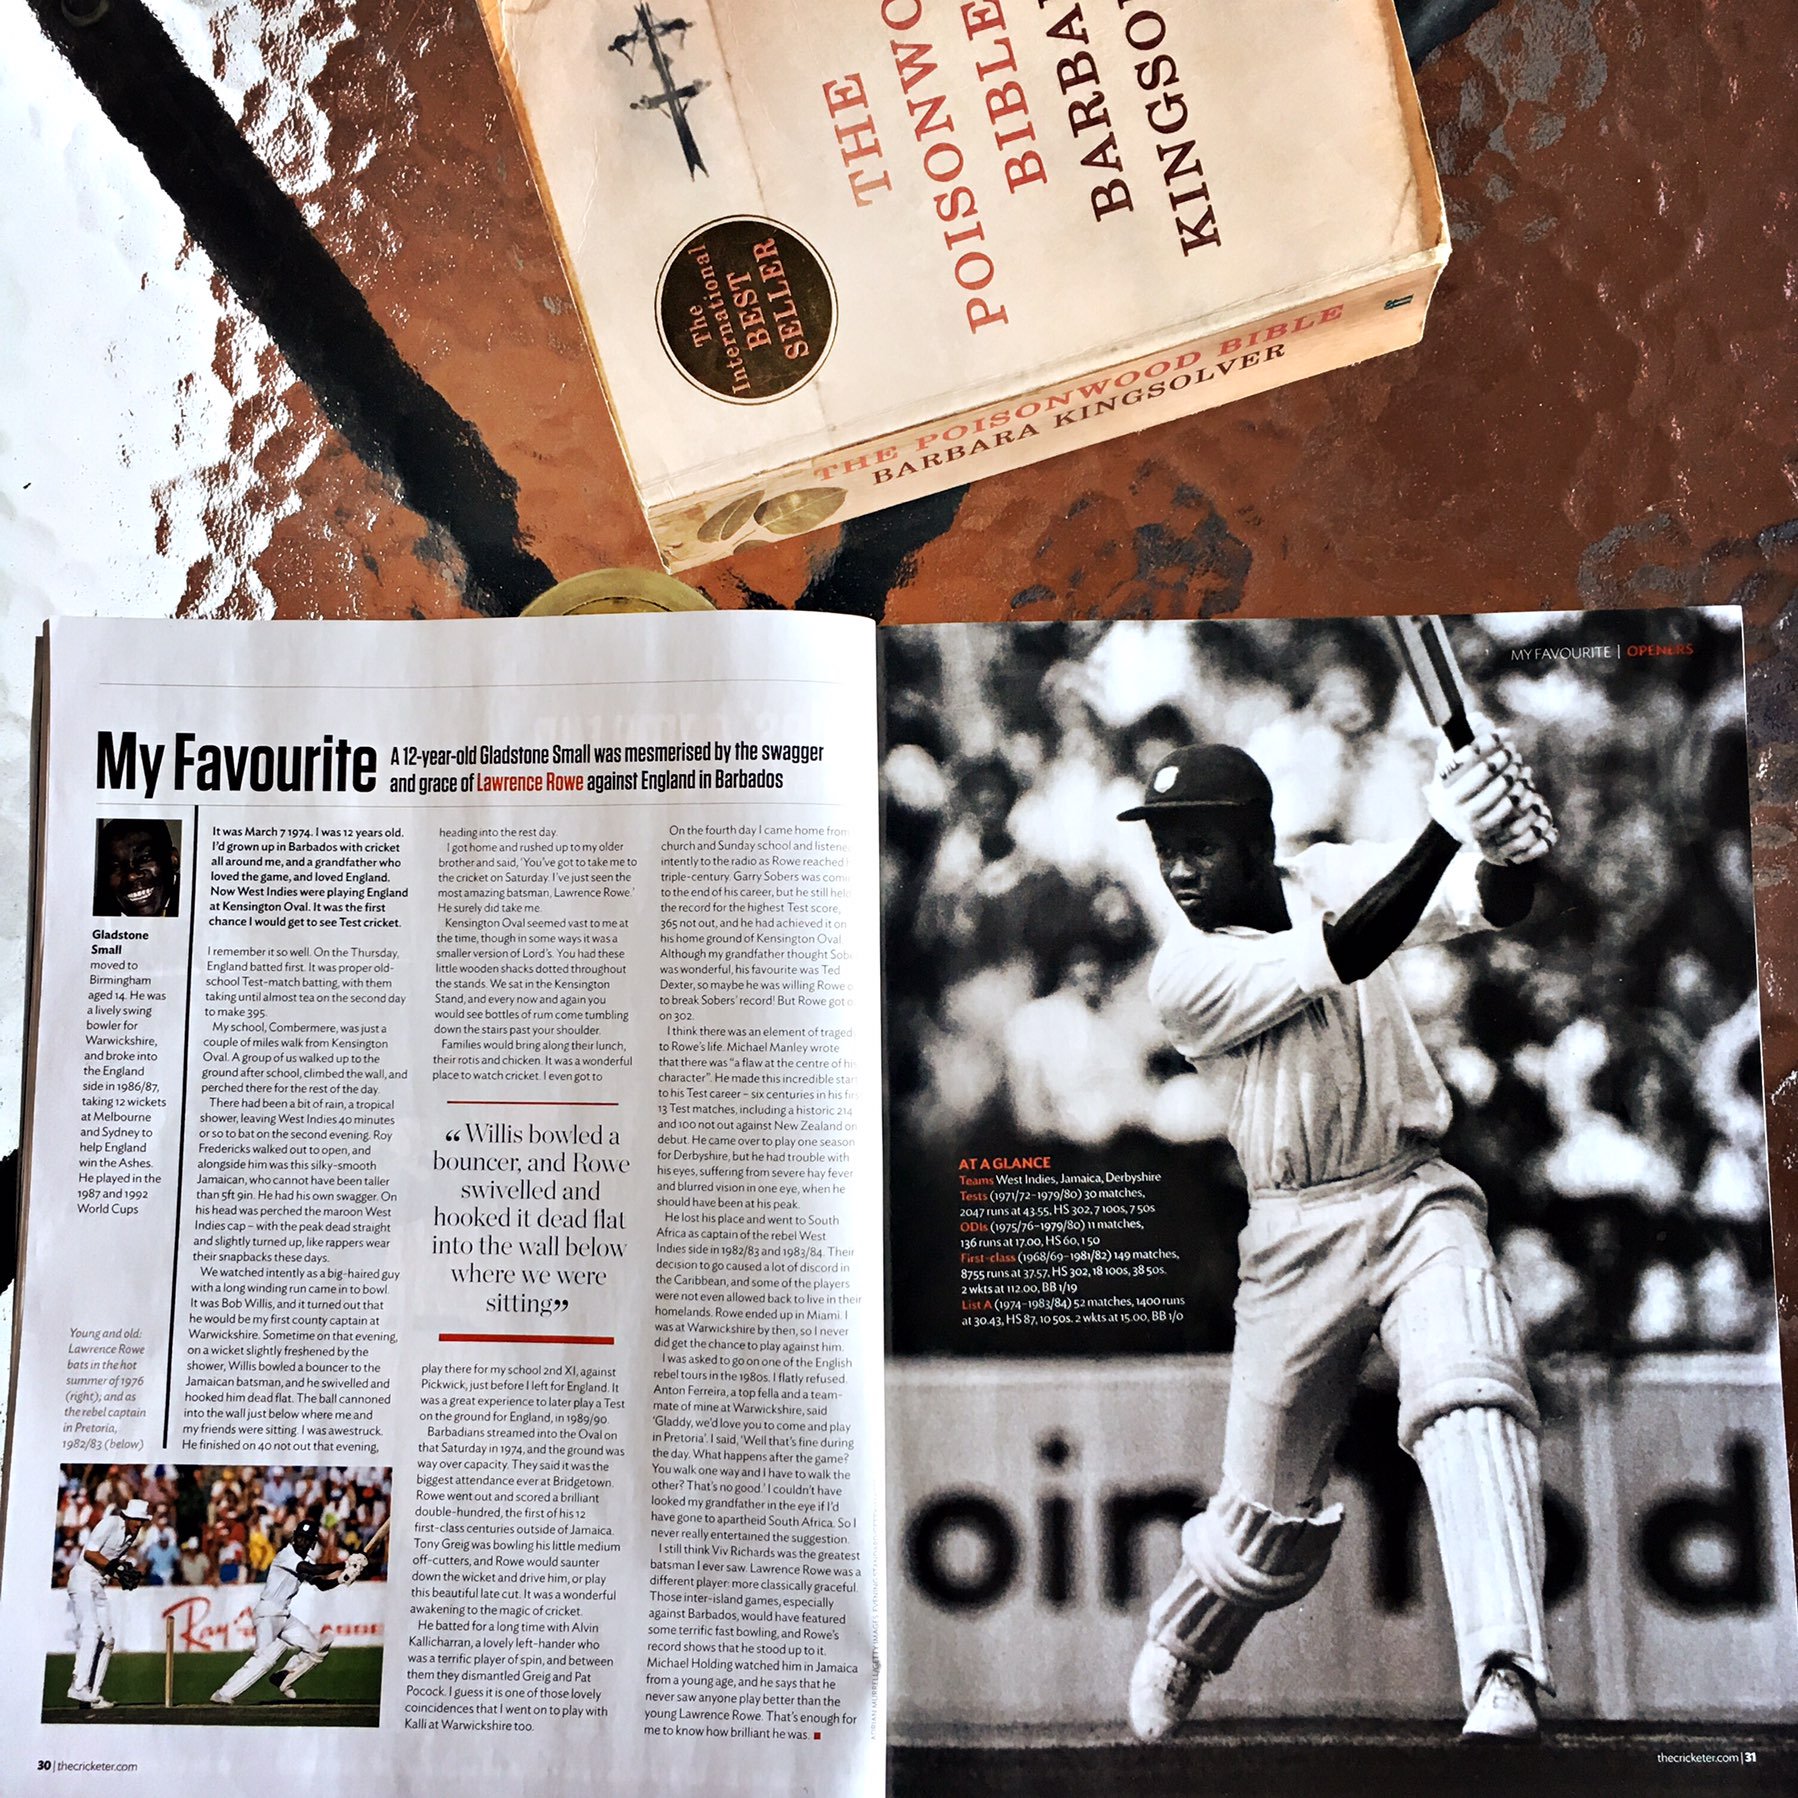 THE
POISONWO
BIBLE
BARBA
KINGSO
The
International
BEST
SELLER
THE POISONWOOD BIBLE
BARBARA KINGSOLVER
My Favourite
A 12-year-old Gladstone Small was mesmerised by the swagger
and grace of Lawrence Rowe against England in Barbados
Gladstone
Small
moved to
Birmingham
aged 14. He was
a lively swing
bowler for
Warwickshire,
and broke into
the England
side in 1986/87,
taking 12 wickets
at Melbourne
and Sydney to
help England
win the Ashes.
He played in the
1987 and 1992
World Cups
Young and old:
Lawrence Rowe
bats in the hot
summer of 1976
(right); and as
the rebel captain
in Pretoria,
1982/83 (below)
It was March 7 1974. I was 12 years old.
I'd grown up in Barbados with cricket
all around me, and a grandfather who
loved the game, and loved England.
Now West Indies were playing England
at Kensington Oval. It was the first
chance I would get to see Test cricket.
I remember it so well. On the Thursday,
England batted first. It was proper old-
school Test-match batting, with them
taking until almost tea on the second day
to make 395.
My school, Combermere, was just a
couple of miles walk from Kensington
Oval. A group of us walked up to the
ground after school, climbed the wall, and
perched there for the rest of the day.
There had been a bit of rain, a tropical
shower, leaving West Indies 40 minutes
or so to bat on the second evening. Roy
Fredericks walked out to open, and
alongside him was this silky-smooth
Jamaican, who cannot have been taller
than 5ft 9in. He had his own swagger. On
his head was perched the maroon West
Indies cap – with the peak dead straight
and slightly turned up, like rappers wear
their snapbacks these days.
We watched intently as a big-haired guy
with a long winding run came in to bowl.
It was Bob Willis, and it turned out that
he would be my first county captain at
Warwickshire. Sometime on that evening,
on a wicket slightly freshened by the
shower, Willis bowled a bouncer to the
Jamaican batsman, and he swivelled and
hooked him dead flat. The ball cannoned
into the wall just below where me and
my friends were sitting. I was awestruck.
He finished on 40 not out that evening,
heading into the rest day.
I got home and rushed up to my older
brother and said, 'You've got to take me to
the cricket on Saturday. I've just seen the
most amazing batsman, Lawrence Rowe.'
He surely did take me.
Kensington Oval seemed vast to me at
the time, though in some ways it was a
smaller version of Lord's. You had these
little wooden shacks dotted throughout
the stands. We sat in the Kensington
Stand, and every now and again you
would see bottles of rum come tumbling
down the stairs past your shoulder.
Families would bring along their lunch,
their rotis and chicken. It was a wonderful
place to watch cricket. I even got to
“Willis bowled a
bouncer, and Rowe
swivelled and
hooked it dead flat
into the wall below
where we were
sitting”
play there for my school 2nd XI, against
Pickwick, just before I left for England. It
was a great experience to later play a Test
on the ground for England, in 1989/90.
Barbadians streamed into the Oval on
that Saturday in 1974, and the ground was
way over capacity. They said it was the
biggest attendance ever at Bridgetown.
Rowe went out and scored a brilliant
double-hundred, the first of his 12
first-class centuries outside of Jamaica.
Tony Greig was bowling his little medium
off-cutters, and Rowe would saunter
down the wicket and drive him, or play
this beautiful late cut. It was a wonderful
awakening to the magic of cricket.
He batted for a long time with Alvin
Kallicharran, a lovely left-hander who
was a terrific player of spin, and between
them they dismantled Greig and Pat
Pocock. I guess it is one of those lovely
coincidences that I went on to play with
Kalli at Warwickshire too.
On the fourth day I came home from
church and Sunday school and listene
intently to the radio as Rowe reached
triple-century. Garry Sobers was comi
to the end of his career, but he still hel
the record for the highest Test score,
365 not out, and he had achieved it on
his home ground of Kensington Oval.
Although my grandfather thought Sob
was wonderful, his favourite was Ted
Dexter, so maybe he was willing Rowe
to break Sobers' record! But Rowe got
on 302.
I think there was an element of traged
to Rowe's life. Michael Manley wrote
that there was “a flaw at the centre of his
character”. He made this incredible star
to his Test career – six centuries in his fir
13 Test matches, including a historic 214
and 100 not out against New Zealand on
debut. He came over to play one season
for Derbyshire, but he had trouble with
his eyes, suffering from severe hay fever
and blurred vision in one eye, when he
should have been at his peak.
He lost his place and went to South
Africa as captain of the rebel West
Indies side in 1982/83 and 1983/84. Their
decision to go caused a lot of discord in
the Caribbean, and some of the players
were not even allowed back to live in their
homelands. Rowe ended up in Miami. I
was at Warwickshire by then, so I never
did get the chance to play against him.
I was asked to go on one of the English
rebel tours in the 1980s. I flatly refused.
Anton Ferreira, a top fella and a team-
mate of mine at Warwickshire, said
'Gladdy, we'd love you to come and play
in Pretoria'. I said, 'Well that's fine during
the day. What happens after the game?
You walk one way and I have to walk the
other? That's no good.' I couldn't have
looked my grandfather in the eye if I'd
have gone to apartheid South Africa. So I
never really entertained the suggestion.
I still think Viv Richards was the greatest
batsman I ever saw. Lawrence Rowe was a
different player: more classically graceful.
Those inter-island games, especially
against Barbados, would have featured
some terrific fast bowling, and Rowe's
record shows that he stood up to it.
Michael Holding watched him in Jamaica
from a young age, and he says that he
never saw anyone play better than the
young Lawrence Rowe. That's enough for
me to know how brilliant he was.
30 | thecricketer.com
MY FAVOURITE | OPENERS
AT A GLANCE
Teams West Indies, Jamaica, Derbyshire
Tests (1971/72–1979/80) 30 matches,
2047 runs at 43.55, HS 302, 7 100s, 7 50s
ODIs (1975/76–1979/80) 11 matches,
136 runs at 17.00, HS 60, 1 50
First-class (1968/69–1981/82) 149 matches,
8755 runs at 37.57, HS 302, 18 100s, 38 50s.
2 wkts at 112.00, BB 1/19
List A (1974–1983/84) 52 matches, 1400 runs
at 30.43, HS 87, 10 50s. 2 wkts at 15.00, BB 1/0
thecricketer.com | 31